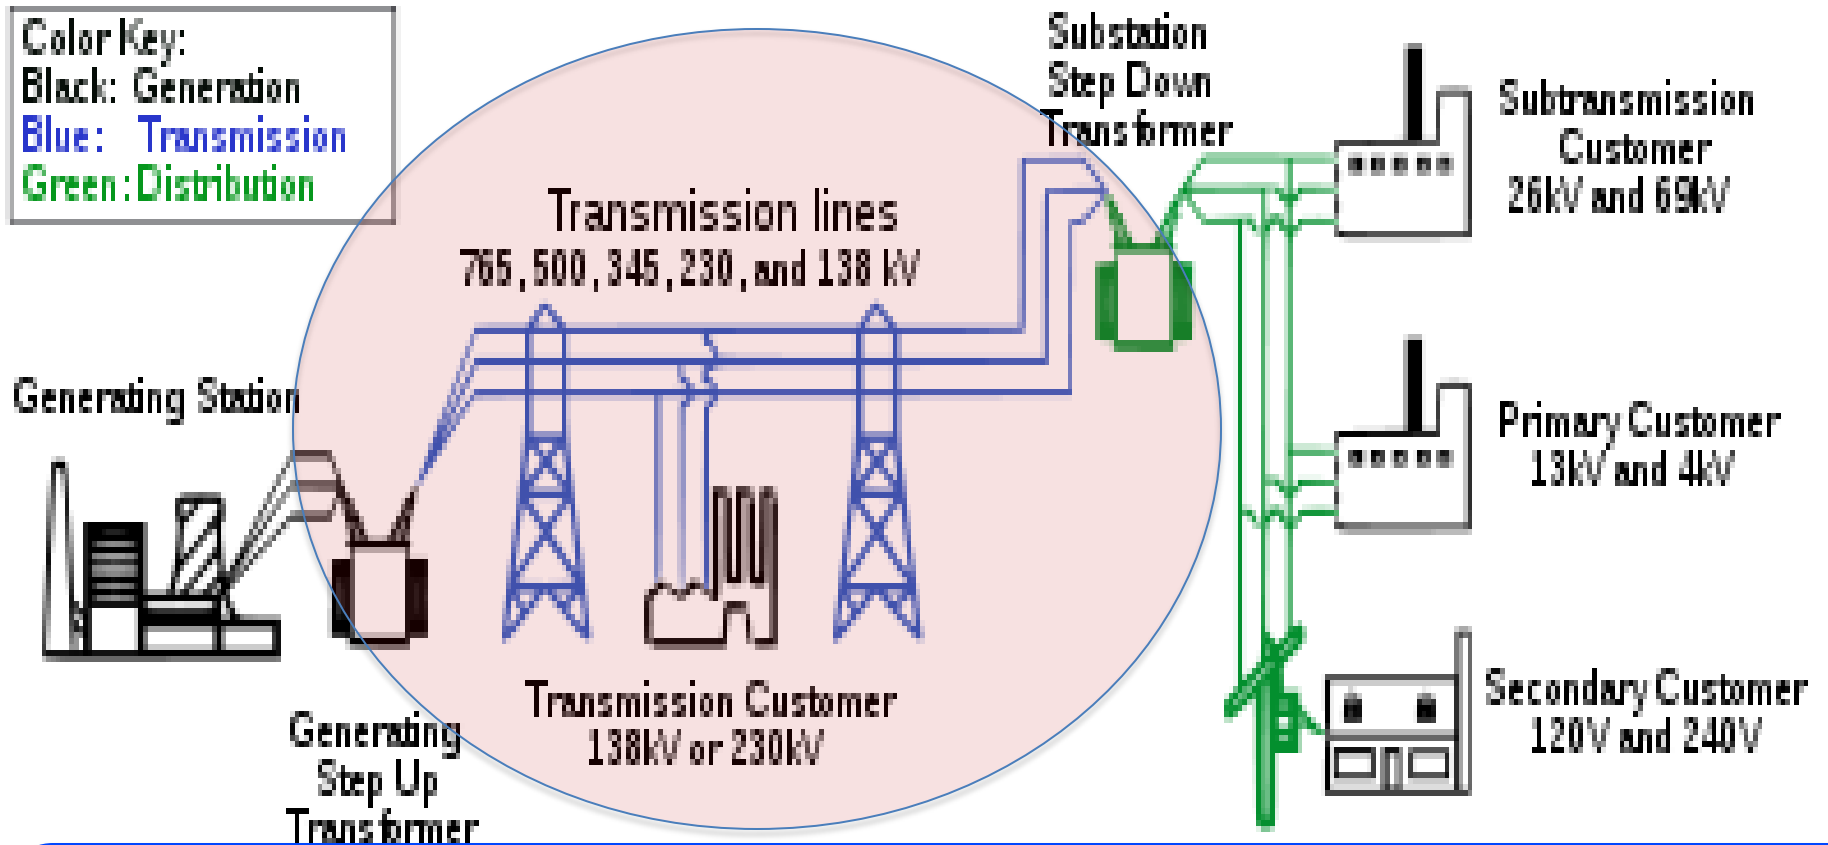 Color Key:
Black: Generation
Blue: Transmission
Green: Distribution
Substation
Step Down
Transformer
Subtransmission
Customer
26kV and 69kV
Transmission lines
765, 500, 345, 230, and 138 kV
Generating Station
Primary Customer
13kV and 4kV
Transmission Customer
138kV or 230kV
Generating
Step Up
Transformer
Secondary Customer
120V and 240V